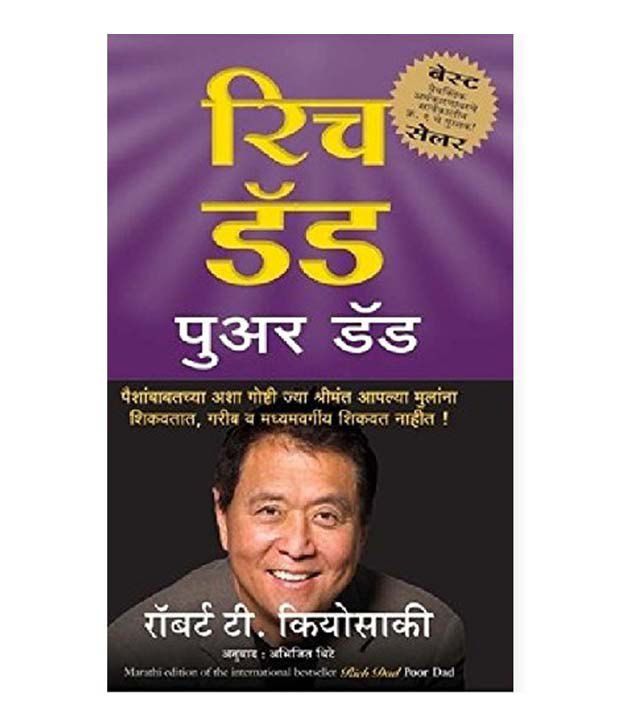 रिच
डॅड
पुअर डॅड
बेस्ट
सेलर
पैशांबाबतच्या अशा गोष्टी ज्या श्रीमंत आपल्या मुलांना
शिकवतात, गरीब व मध्यमवर्गीय शिकवत नाहीत !
रॉबर्ट टी. कियोसाकी
अनुवाद : अभिजित थिटे
Marathi edition of the international bestseller Rich Dad Poor Dad